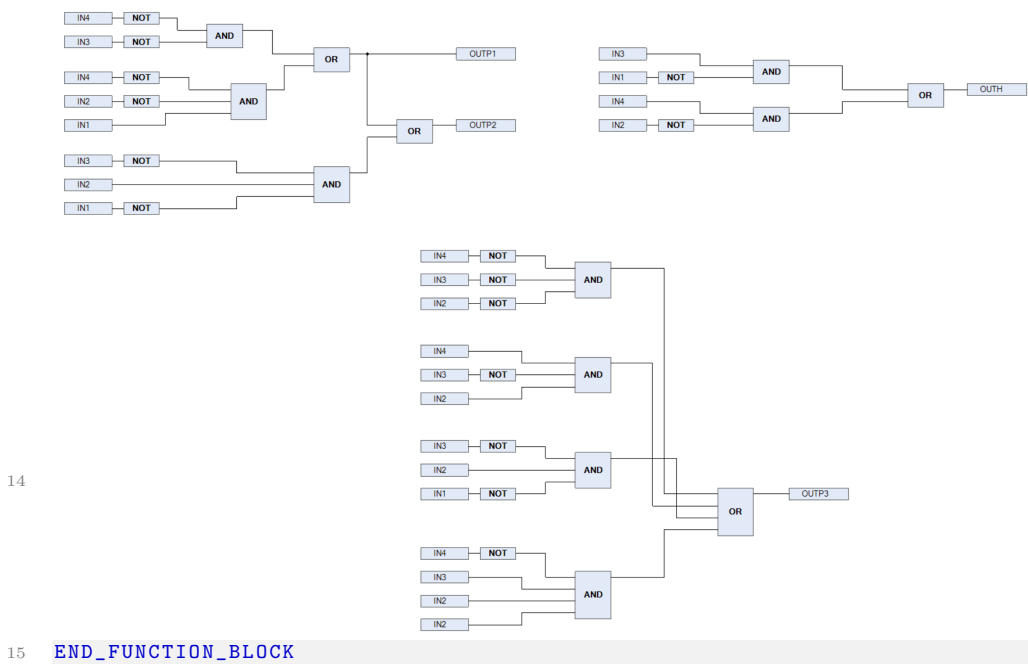 IN4 NOT
AND
IN3 NOT
OR OUTP1
IN4 NOT
IN2 NOT AND
IN1
OR OUTP2
IN3 NOT
IN2 AND
IN1 NOT
IN3
IN1 NOT AND
OR OUTH
IN4
IN2 NOT AND
IN4 NOT
IN3 NOT AND
IN2 NOT
IN4
IN3 NOT AND
IN2
IN3 NOT
IN2 AND
IN1 NOT
OUTP3
OR
IN4 NOT
IN3
AND
IN2
IN2
14
15 END_FUNCTION_BLOCK